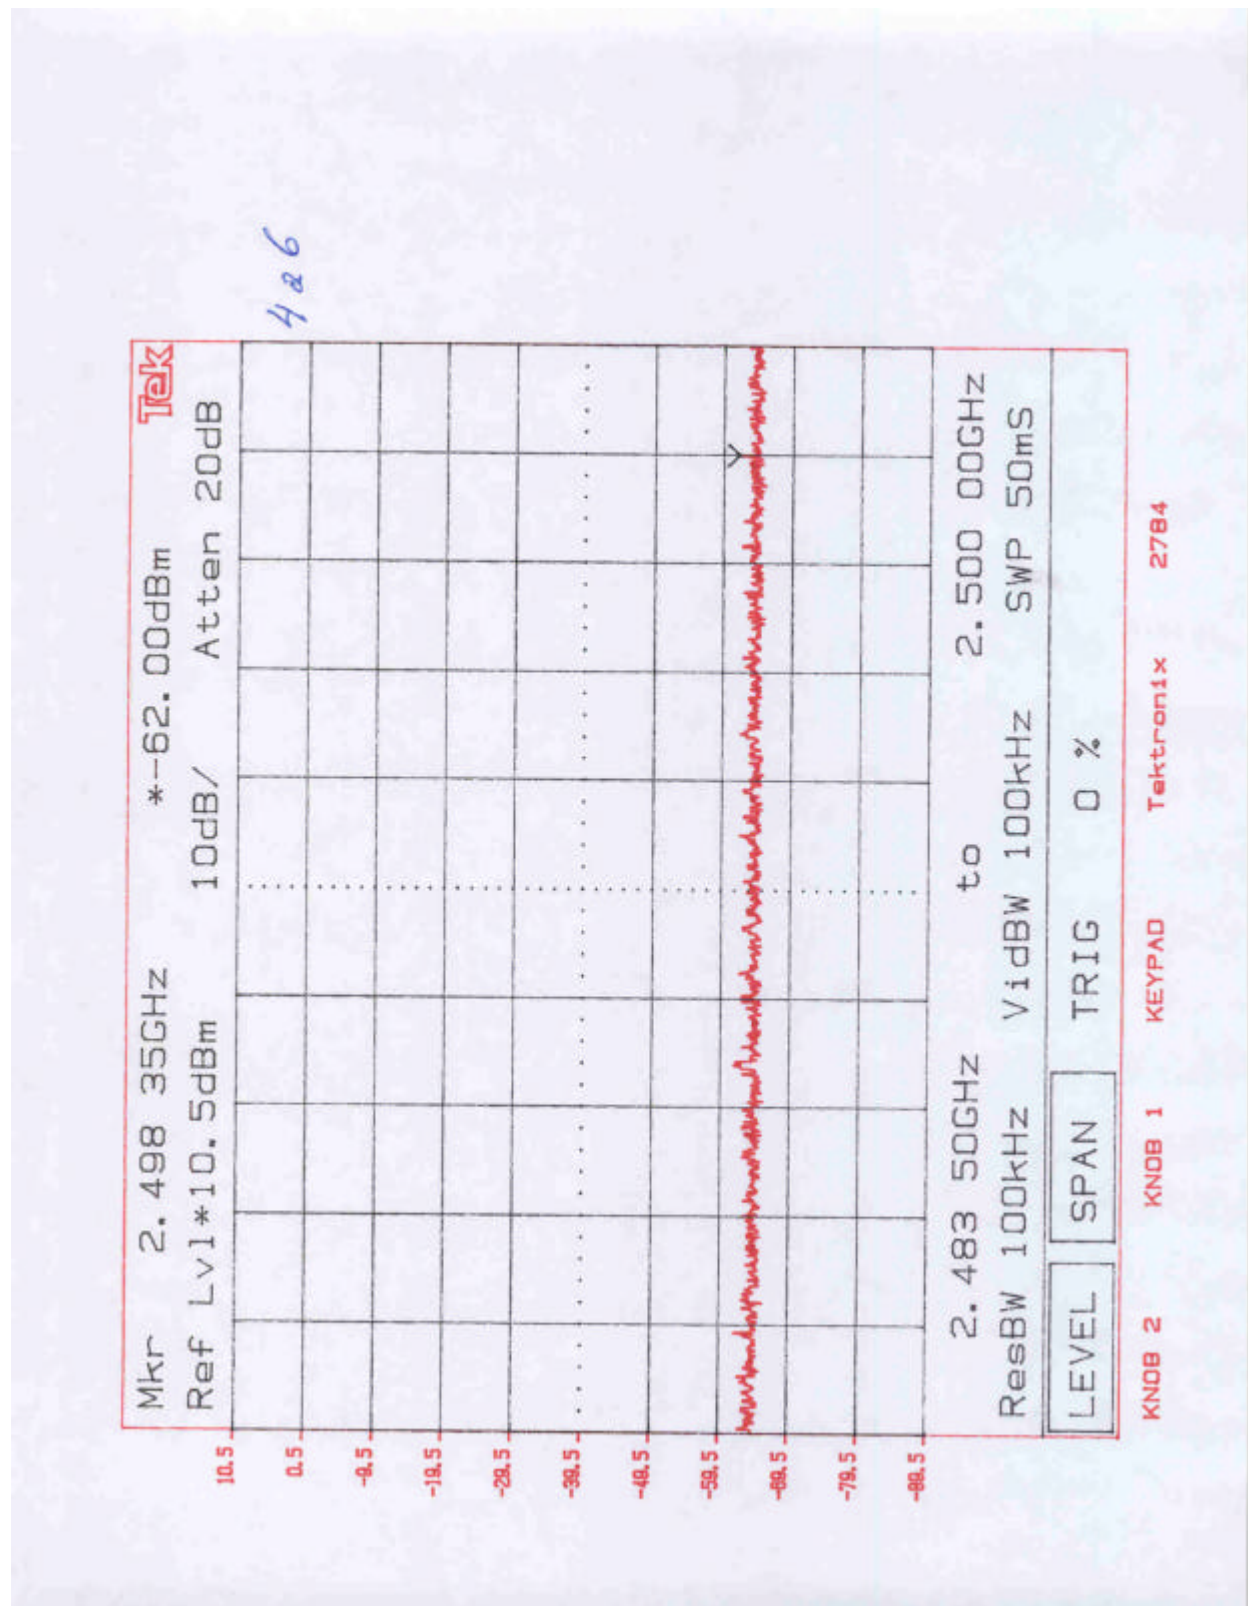 4 a 6
Mkr 2.498 35GHz *-62.00dBm Tek
Ref Lvl*10.5dBm 10dB/ Atten 20dB
10.5
0.5
-9.5
-19.5
-29.5
-39.5
-49.5
-59.5
-69.5
-79.5
-89.5
2.483 50GHz to 2.500 00GHz
ResBW 100kHz VidBW 100kHz SWP 50mS
LEVEL SPAN TRIG 0 %
KNOB 2 KNOB 1 KEYPAD Tektronix 2784